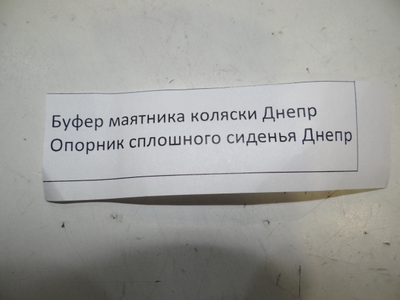 Буфер маятника коляски Днепр
Опорник сплошного сиденья Днепр